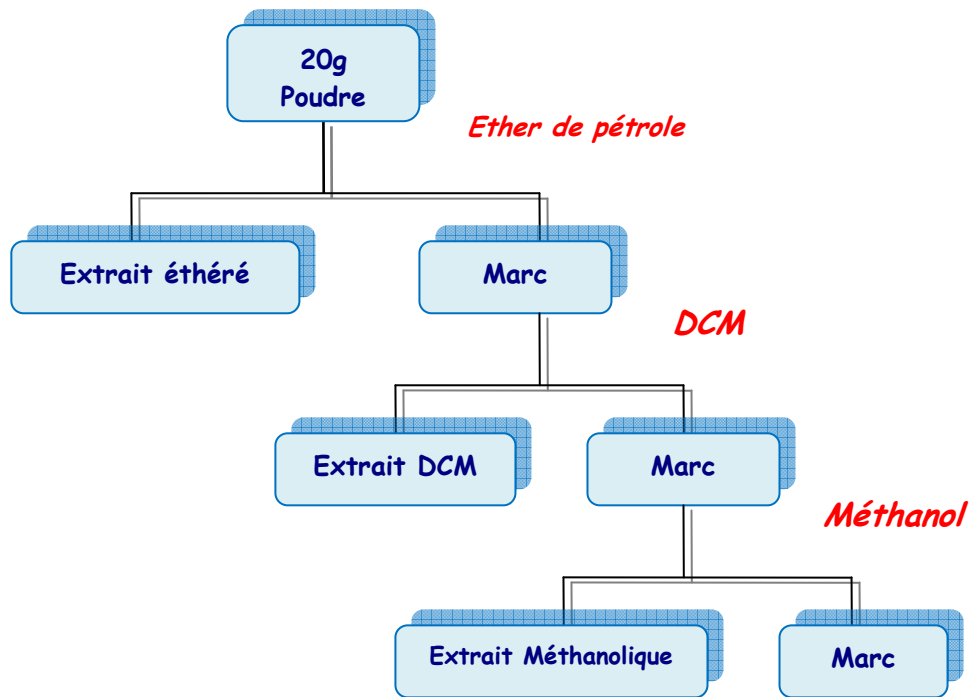 20g
Poudre
Ether de pétrole
Extrait éthéré
Marc
DCM
Extrait DCM
Marc
Méthanol
Extrait Méthanolique
Marc